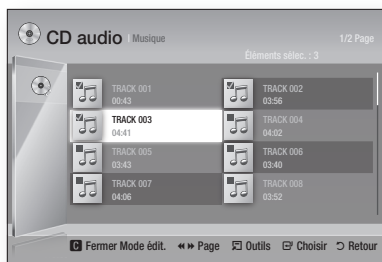 CD audio | Musique
1/2 Page
Éléments sélec. : 3
TRACK 001
00:43
TRACK 002
03:56
TRACK 003
04:41
TRACK 004
04:02
TRACK 005
03:43
TRACK 006
03:40
TRACK 007
04:06
TRACK 008
03:52
C Fermer Mode édit. Page Outils Choisir Retour